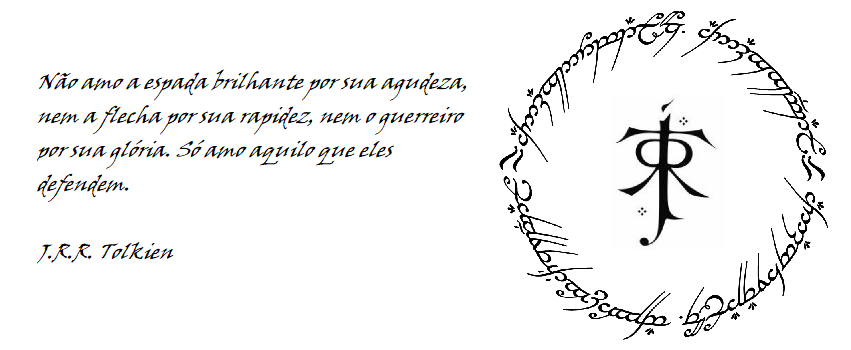 Não amo a espada brilhante por sua agudeza,
nem a flecha por sua rapidez, nem o guerreiro
por sua glória. Só amo aquilo que eles
defendem.
J.R.R. Tolkien